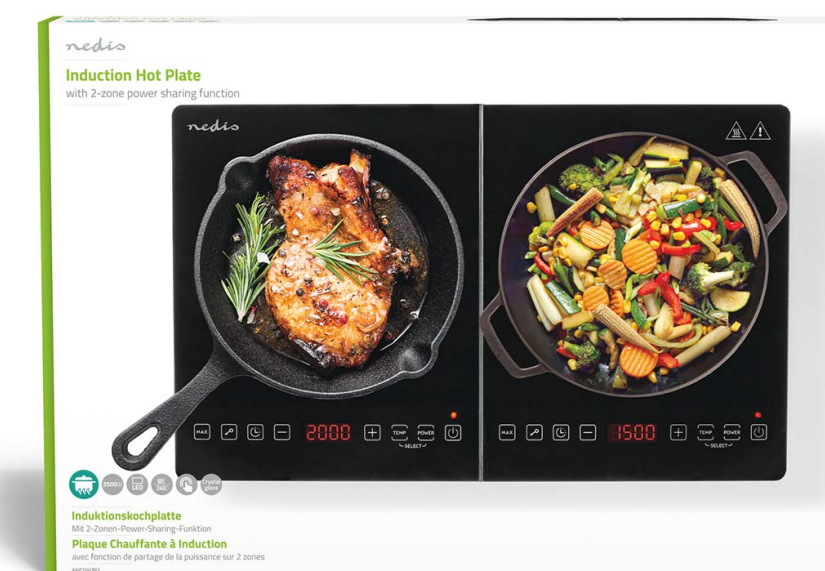 nedis
Induction Hot Plate
with 2-zone power sharing function
nedis
MAX 2000 TEMP POWER
SELECT
MAX 1500 TEMP POWER
SELECT
3500W LED Crystal glass
Induktionskochplatte
Mit 2-Zonen-Power-Sharing-Funktion
Plaque Chauffante à Induction
avec fonction de partage de la puissance sur 2 zones